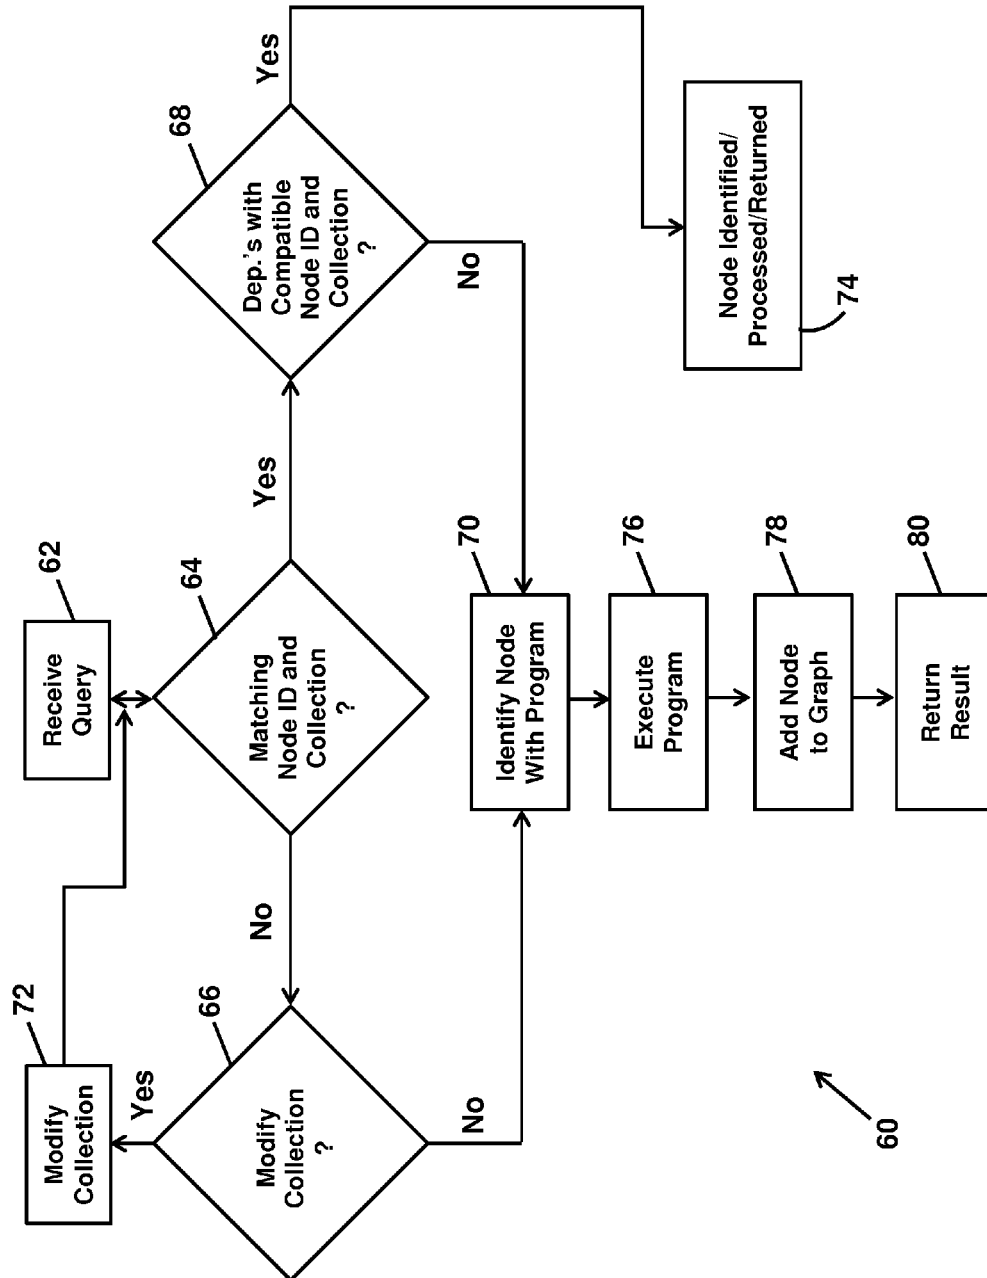 72
Modify
Collection
Yes
66
Modify
Collection
?
No
No
62
Receive
Query
64
Matching
Node ID and
Collection
?
Yes
68
Dep.'s with
Compatible
Node ID and
Collection
?
Yes
No
70
Identify Node
With Program
76
Execute
Program
78
Add Node
to Graph
80
Return
Result
Node Identified/
Processed/Returned
74
60